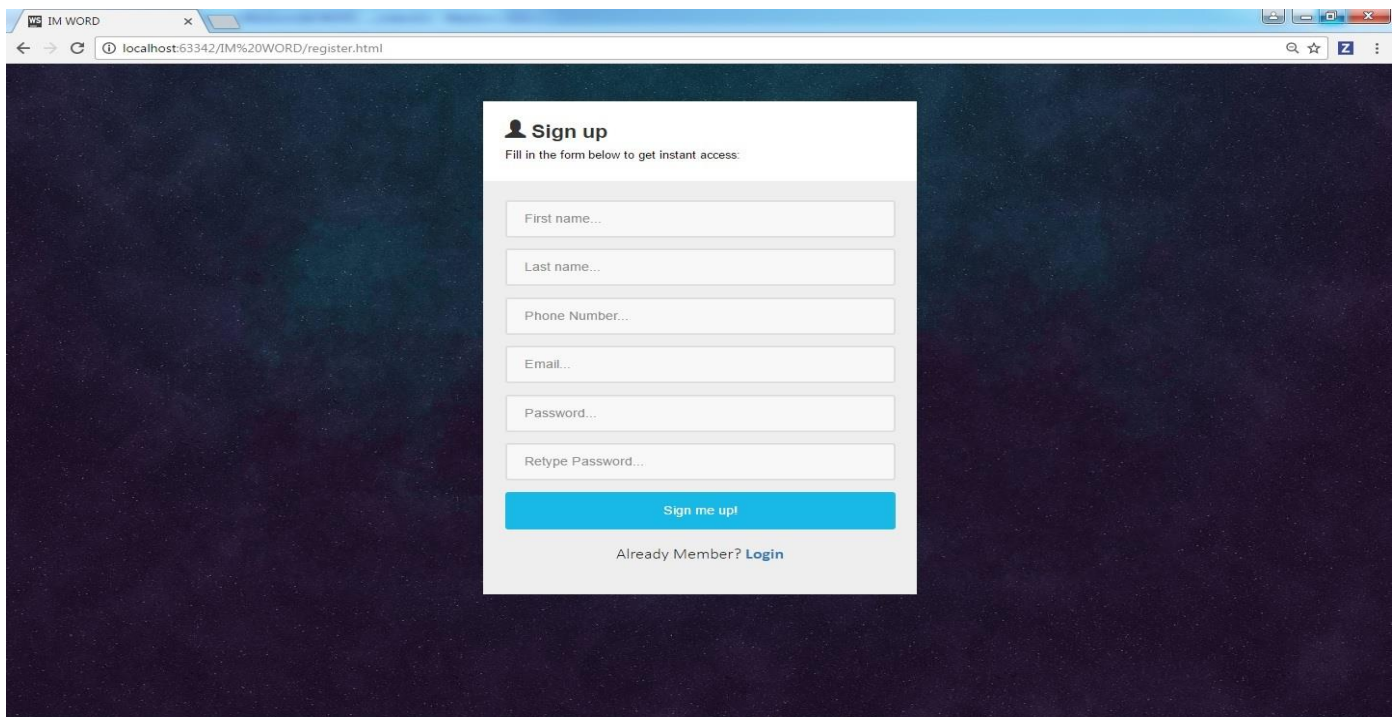 WS IM WORD
localhost:63342/IM%20WORD/register.html
Z
Sign up
Fill in the form below to get instant access:
First name...
Last name...
Phone Number...
Email...
Password...
Retype Password...
Sign me up!
Already Member? Login